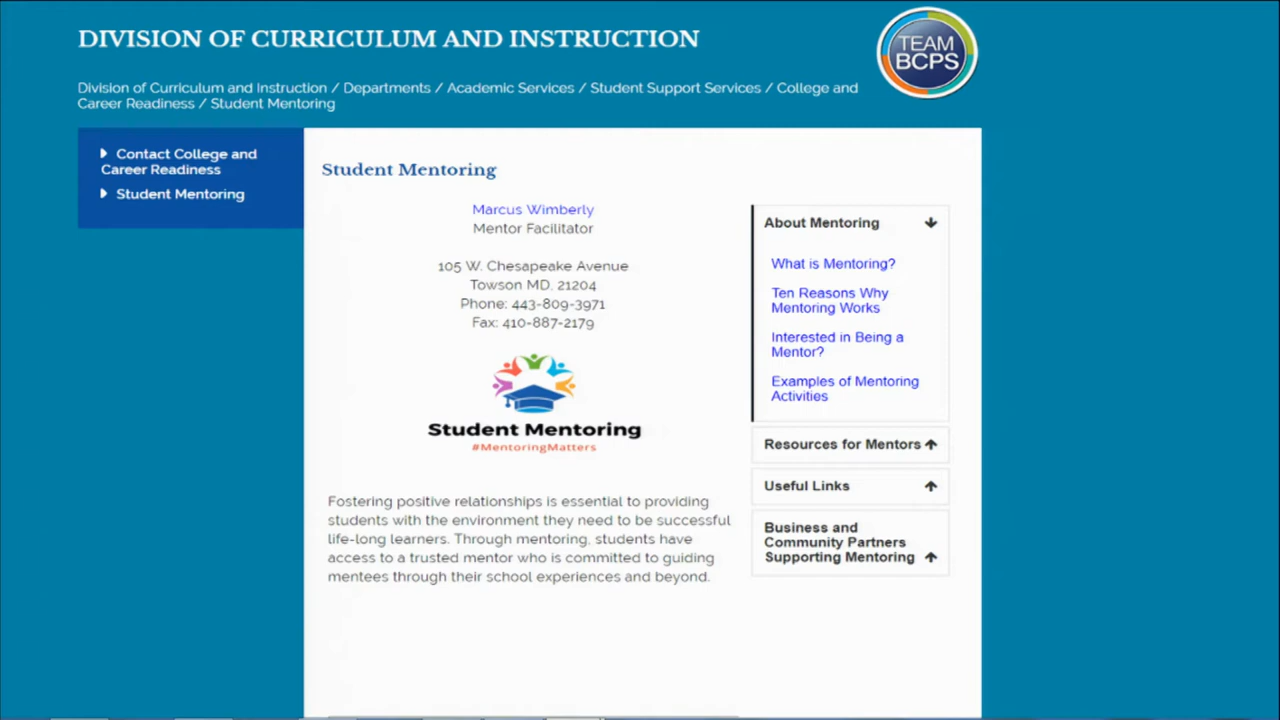 DIVISION OF CURRICULUM AND INSTRUCTION
TEAM
BCPS
Division of Curriculum and Instruction / Departments / Academic Services / Student Support Services / College and
Career Readiness / Student Mentoring
Contact College and
Career Readiness
Student Mentoring
Student Mentoring
Marcus Wimberly
Mentor Facilitator
105 W. Chesapeake Avenue
Towson MD. 21204
Phone: 443-809-3971
Fax: 410-887-2179
Student Mentoring
#MentoringMatters
Fostering positive relationships is essential to providing
students with the environment they need to be successful
life-long learners. Through mentoring, students have
access to a trusted mentor who is committed to guiding
mentees through their school experiences and beyond.
About Mentoring
What is Mentoring?
Ten Reasons Why
Mentoring Works
Interested in Being a
Mentor?
Examples of Mentoring
Activities
Resources for Mentors
Useful Links
Business and
Community Partners
Supporting Mentoring